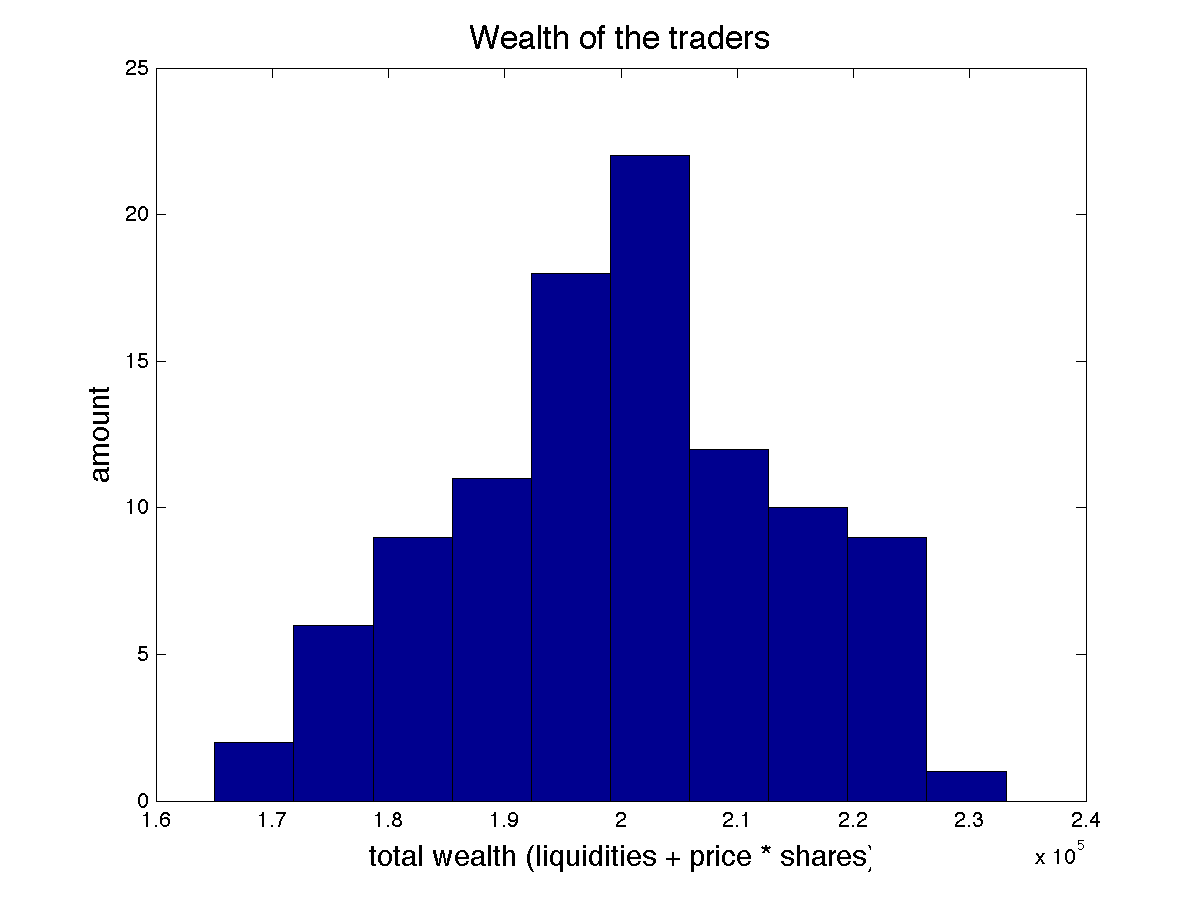 Wealth of the traders
25
20
15
10
5
0
amount
1.6 1.7 1.8 1.9 2 2.1 2.2 2.3 2.4
total wealth (liquidities + price * shares)
x 10^5